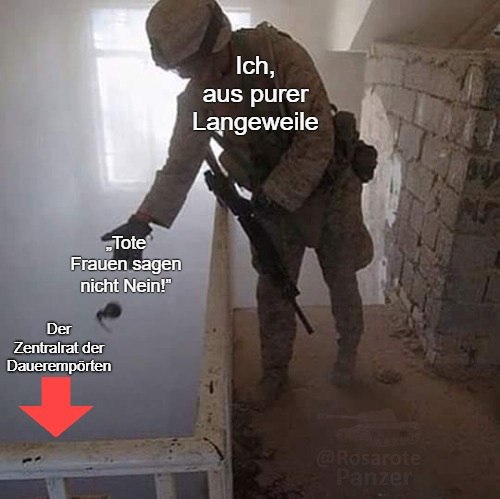 Ich,
aus purer
Langeweile
„Tote
Frauen sagen
nicht Nein!"
Der
Zentralrat der
Dauerempörten
@Rosarote
Panzer